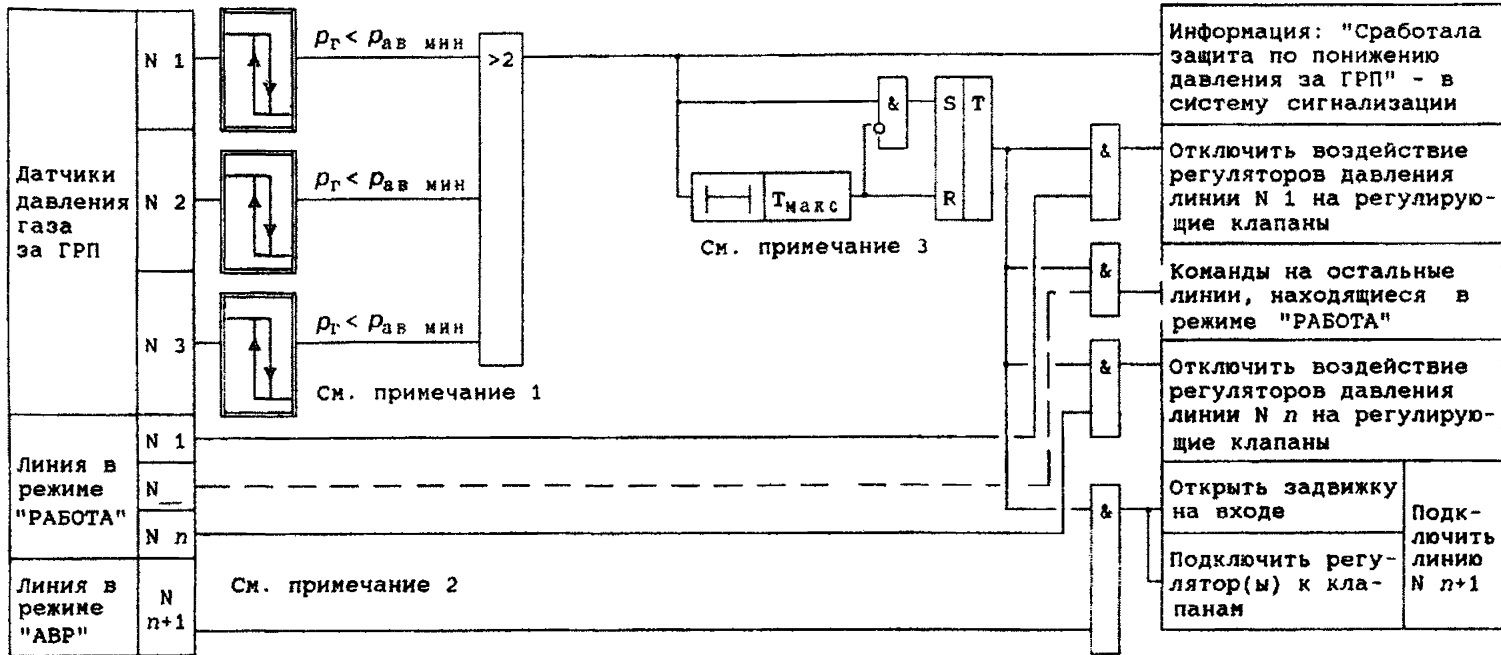 Датчики
давления
газа
за ГРП
N 1
N 2
N 3
pг < pав мин
pг < pав мин
pг < pав мин
См. примечание 1
>2
&
S T
R
Tмакс
См. примечание 3
&
&
&
&
Информация: "Сработала
защита по понижению
давления за ГРП" - в
систему сигнализации
Отключить воздействие
регуляторов давления
линии N 1 на регулирую-
щие клапаны
Команды на остальные
линии, находящиеся в
режиме "РАБОТА"
Отключить воздействие
регуляторов давления
линии N n на регулирую-
щие клапаны
Линия в
режиме
"РАБОТА"
N 1
N_
N n
Открыть задвижку
на входе
Подключить регу-
лятор(ы) к кла-
панам
Подк-
лючить
линию
N n+1
Линия в
режиме
"АВР"
N
n+1
См. примечание 2